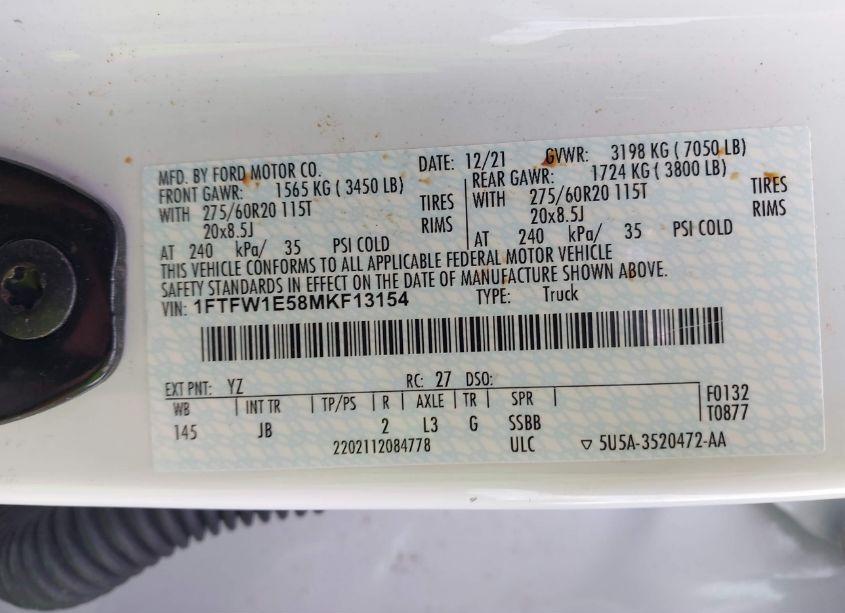 MFD. BY FORD MOTOR CO. DATE: 12/21 GVWR: 3198 KG ( 7050 LB)
FRONT GAWR: 1565 KG ( 3450 LB) REAR GAWR: 1724 KG ( 3800 LB)
WITH 275/60R20 115T TIRES WITH 275/60R20 115T TIRES
20x8.5J RIMS 20x8.5J RIMS
AT 240 kPa/ 35 PSI COLD AT 240 kPa/ 35 PSI COLD
THIS VEHICLE CONFORMS TO ALL APPLICABLE FEDERAL MOTOR VEHICLE
SAFETY STANDARDS IN EFFECT ON THE DATE OF MANUFACTURE SHOWN ABOVE.
VIN: 1FTFW1E58MKF13154 TYPE: Truck
EXT PNT: YZ RC: 27 DSO:
WB INT TR TP/PS R AXLE TR SPR F0132
145 JB 2 L3 G SSBB T0877
2202112084778 ULC ▽ 5U5A-3520472-AA